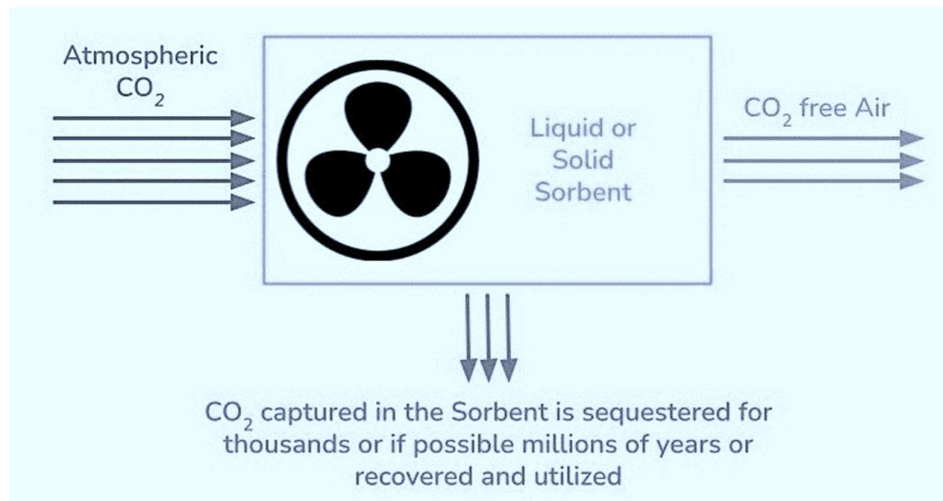 Atmospheric
CO₂
Liquid or
Solid
Sorbent
CO₂ free Air
CO₂ captured in the Sorbent is sequestered for
thousands or if possible millions of years or
recovered and utilized